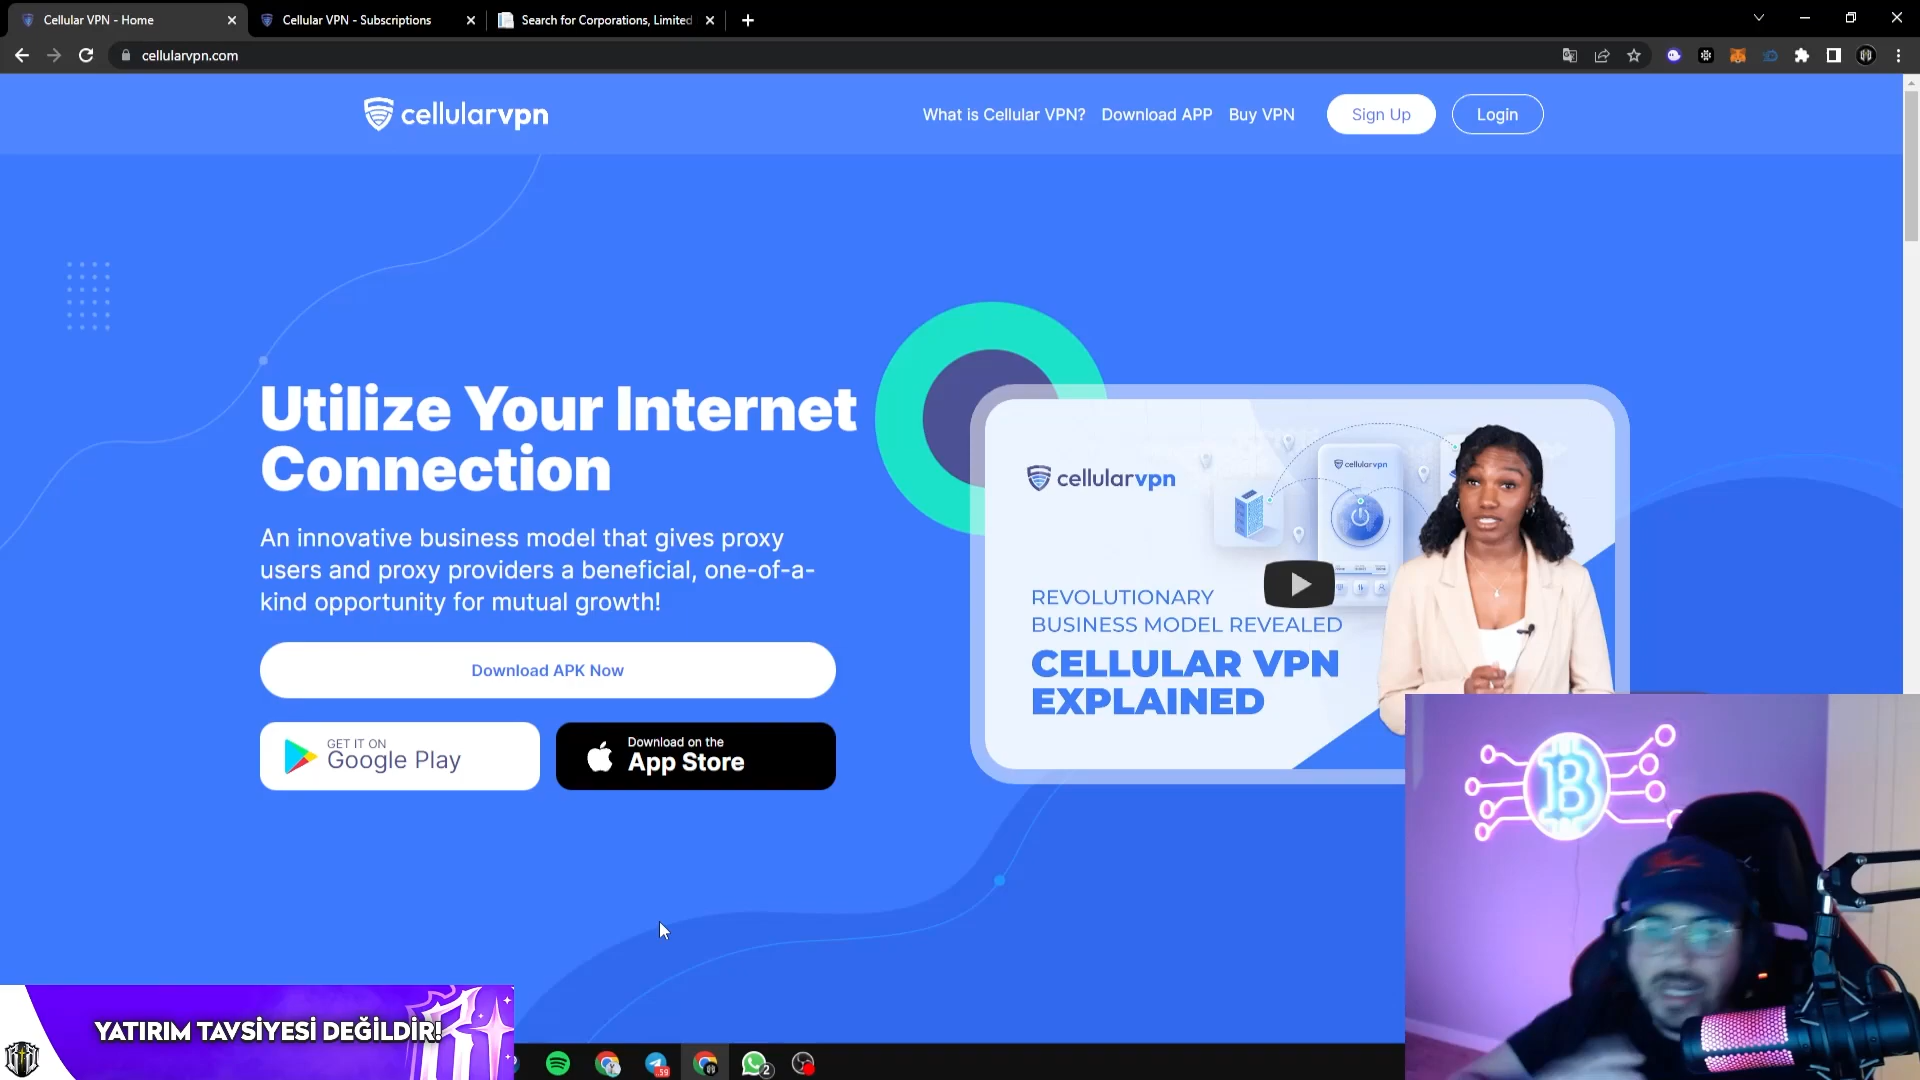 Cellular VPN - Home
Cellular VPN - Subscriptions
Search for Corporations, Limited
cellularvpn.com
cellularvpn
What is Cellular VPN?
Download APP
Buy VPN
Sign Up
Login
Utilize Your Internet
Connection
An innovative business model that gives proxy
users and proxy providers a beneficial, one-of-a-
kind opportunity for mutual growth!
Download APK Now
GET IT ON
Google Play
Download on the
App Store
cellularvpn
cellularvpn
REVOLUTIONARY
BUSINESS MODEL REVEALED
CELLULAR VPN
EXPLAINED
YATIRIM TAVSİYESİ DEĞİLDİR!
59
2